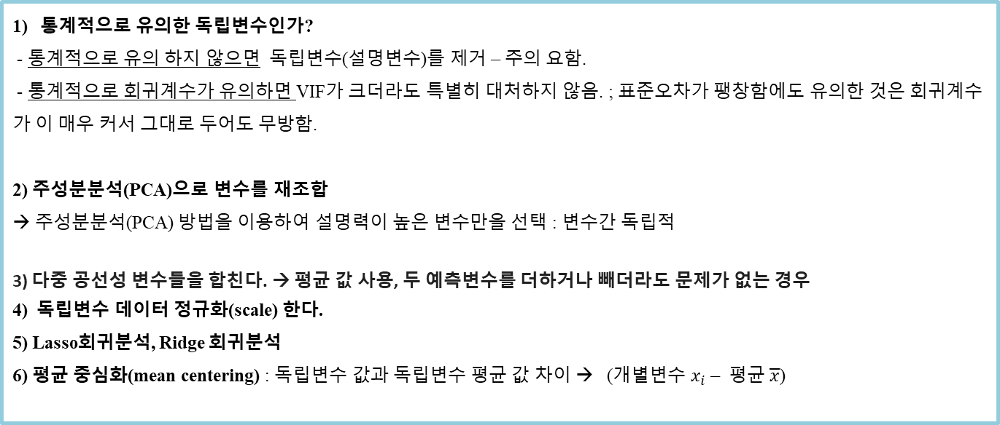 1) 통계적으로 유의한 독립변수인가?
- 통계적으로 유의 하지 않으면 독립변수(설명변수)를 제거 – 주의 요함.
- 통계적으로 회귀계수가 유의하면 VIF가 크더라도 특별히 대처하지 않음. ; 표준오차가 팽창함에도 유의한 것은 회귀계수
가 이 매우 커서 그대로 두어도 무방함.
2) 주성분분석(PCA)으로 변수를 재조합
→ 주성분분석(PCA) 방법을 이용하여 설명력이 높은 변수만을 선택 : 변수간 독립적
3) 다중 공선성 변수들을 합친다. → 평균 값 사용, 두 예측변수를 더하거나 빼더라도 문제가 없는 경우
4) 독립변수 데이터 정규화(scale) 한다.
5) Lasso회귀분석, Ridge 회귀분석
6) 평균 중심화(mean centering) : 독립변수 값과 독립변수 평균 값 차이 → (개별변수 𝑥ᵢ – 평균 x̅)